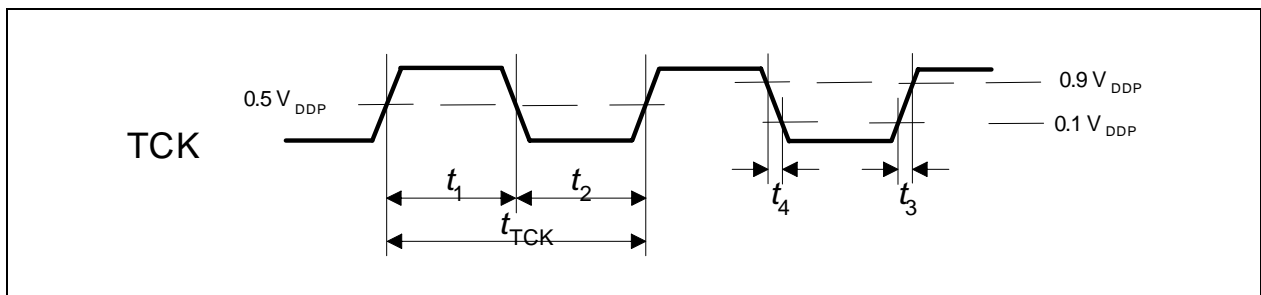 0.9 V DDP
0.5 V DDP
0.1 V DDP
TCK
t1 t2 t4 t3
tTCK